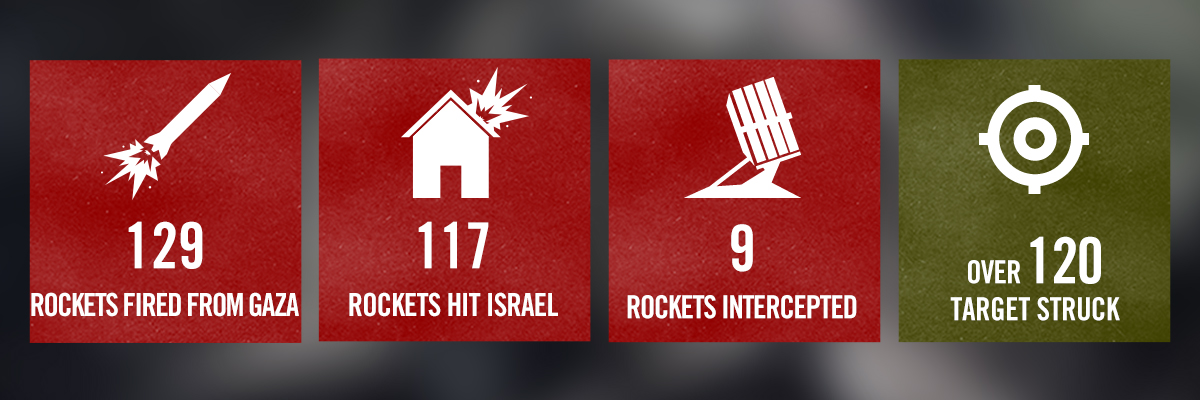 129
ROCKETS FIRED FROM GAZA
117
ROCKETS HIT ISRAEL
9
ROCKETS INTERCEPTED
OVER 120
TARGET STRUCK